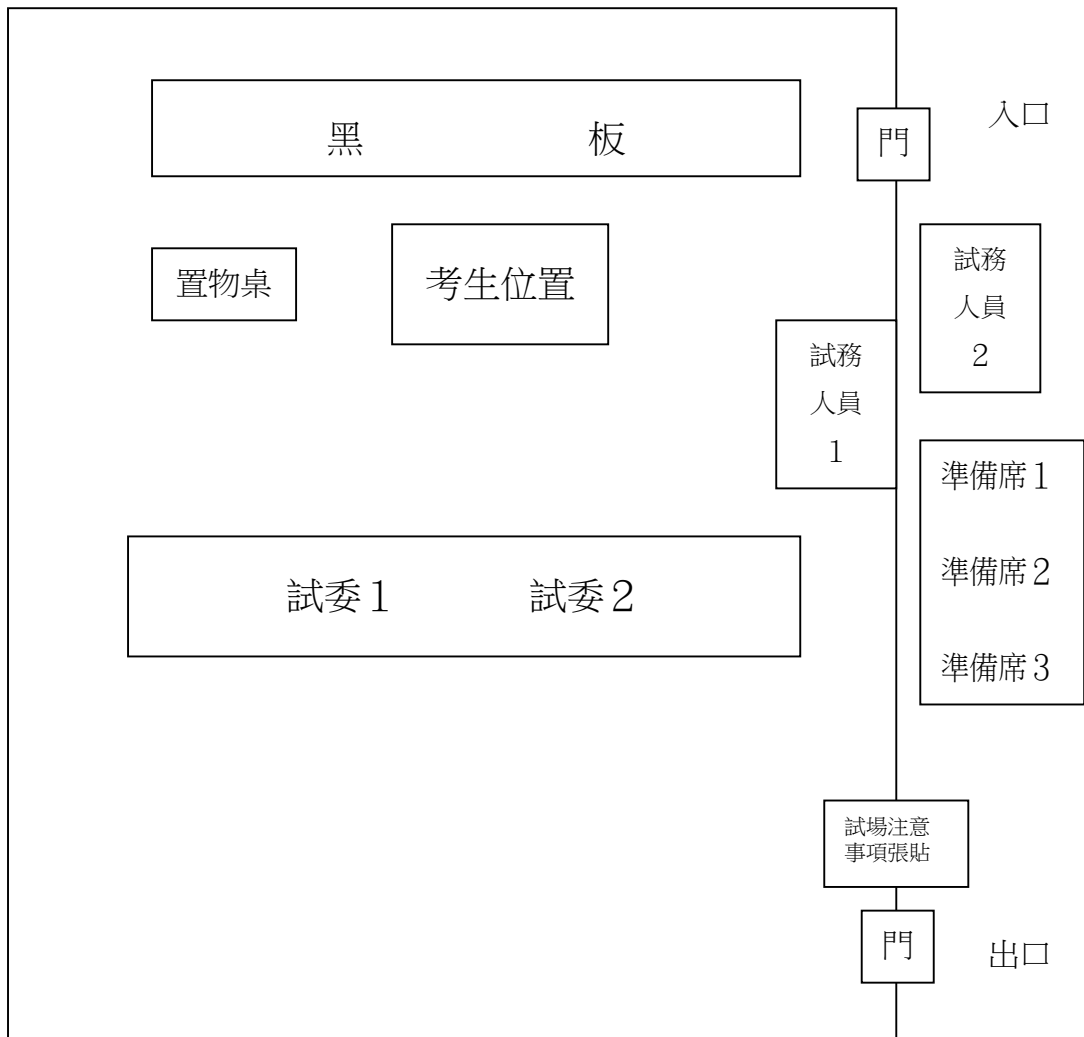 黑 板
門
入口
置物桌
考生位置
試務
人員
２
試務
人員
１
準備席１
準備席２
準備席３
試委１ 試委２
試場注意
事項張貼
門
出口